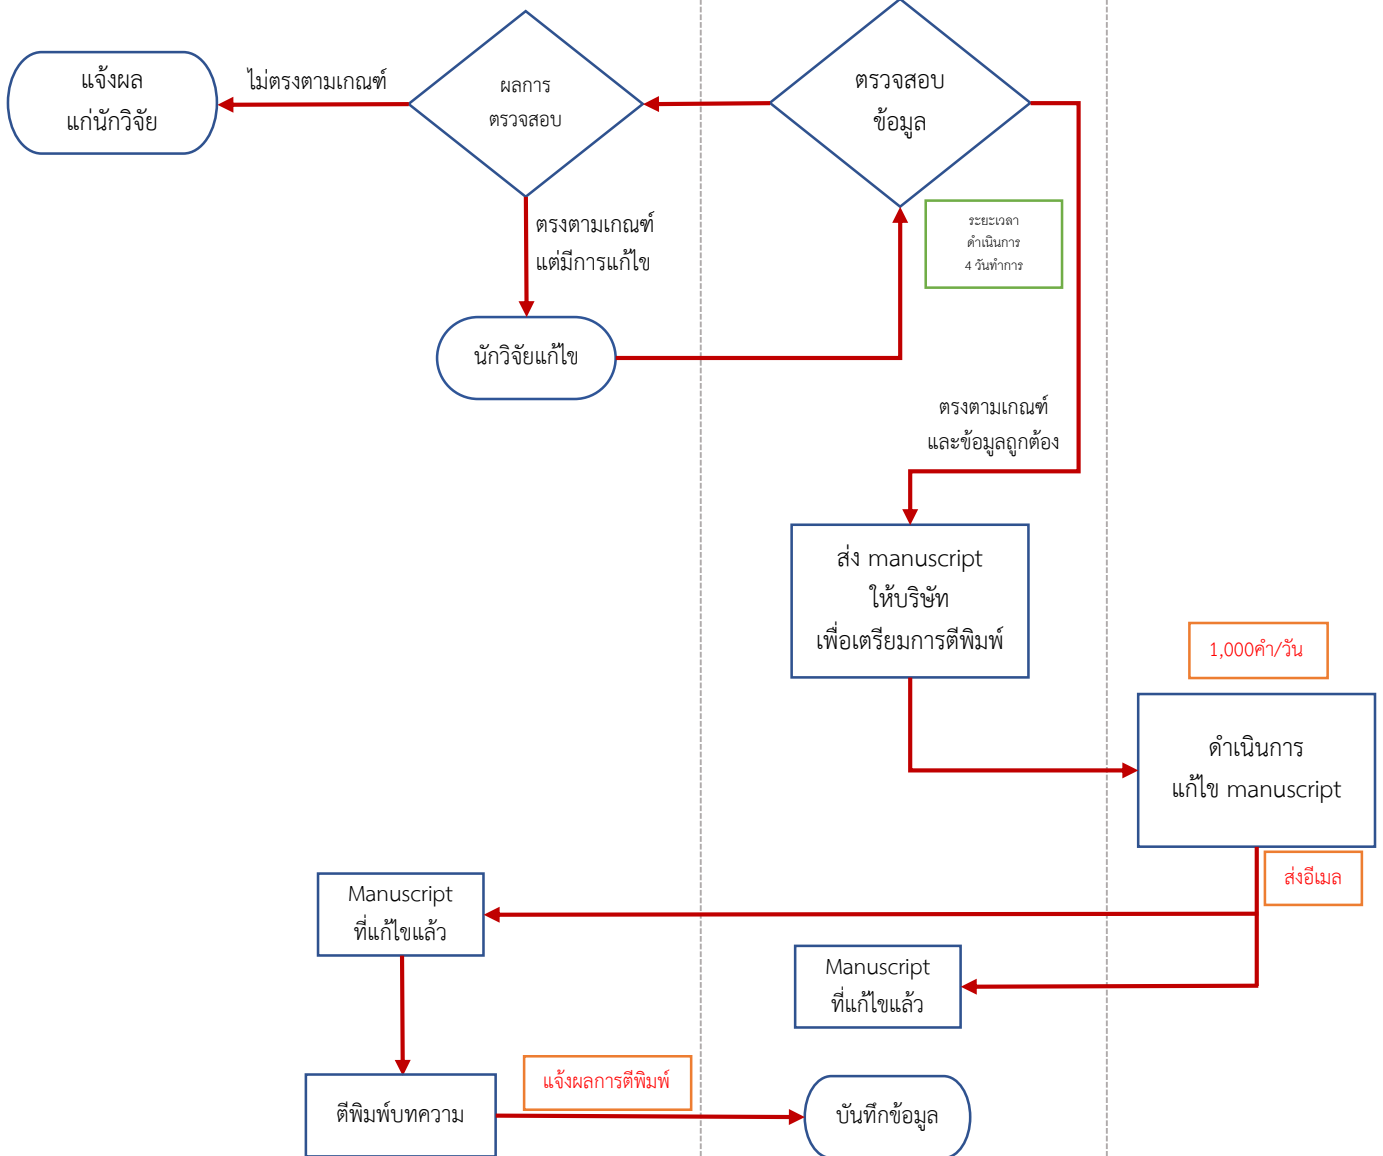 แจ้งผล
แก่นักวิจัย
ไม่ตรงตามเกณฑ์
ผลการ
ตรวจสอบ
ตรวจสอบ
ข้อมูล
ตรงตามเกณฑ์
แต่มีการแก้ไข
ระยะเวลา
ดำเนินการ
4 วันทำการ
นักวิจัยแก้ไข
ตรงตามเกณฑ์
และข้อมูลถูกต้อง
ส่ง manuscript
ให้บริษัท
เพื่อเตรียมการตีพิมพ์
1,000คำ/วัน
ดำเนินการ
แก้ไข manuscript
ส่งอีเมล
Manuscript
ที่แก้ไขแล้ว
Manuscript
ที่แก้ไขแล้ว
แจ้งผลการตีพิมพ์
ตีพิมพ์บทความ
บันทึกข้อมูล